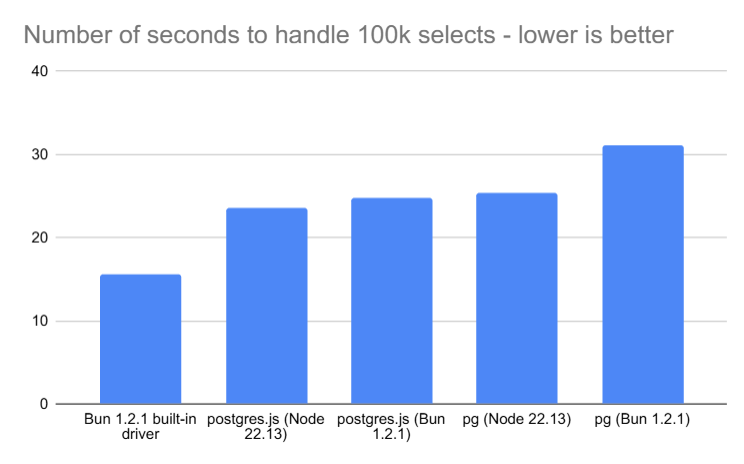 Number of seconds to handle 100k selects - lower is better
40
30
20
10
0
Bun 1.2.1 built-in
driver
postgres.js (Node
22.13)
postgres.js (Bun
1.2.1)
pg (Node 22.13)
pg (Bun 1.2.1)